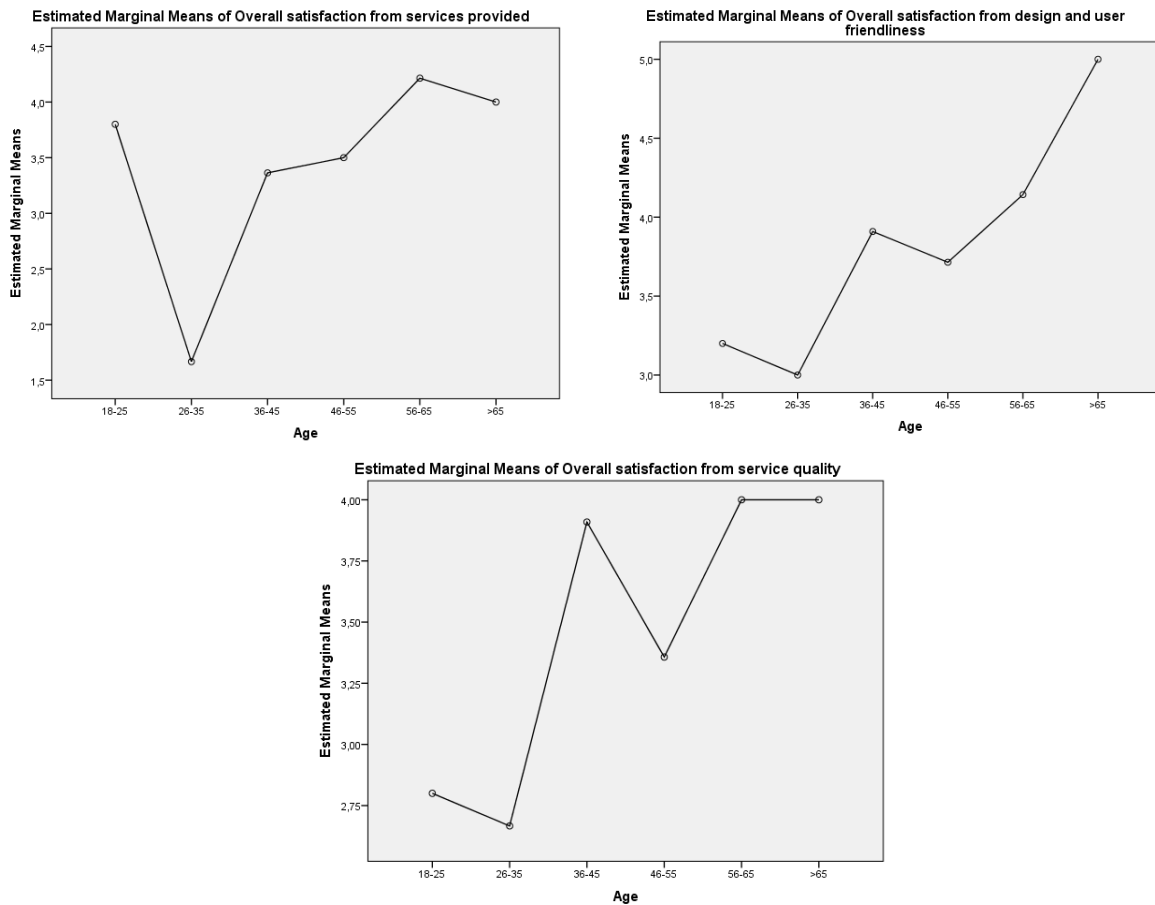 Estimated Marginal Means of Overall satisfaction from services provided
4,5
4,0
3,5
3,0
2,5
2,0
1,5
Estimated Marginal Means
18-25 26-35 36-45 46-55 56-65 >65
Age
Estimated Marginal Means of Overall satisfaction from design and user
friendliness
5,0
4,5
4,0
3,5
3,0
Estimated Marginal Means
18-25 26-35 36-45 46-55 56-65 >65
Age
Estimated Marginal Means of Overall satisfaction from service quality
4,00
3,75
3,50
3,25
3,00
2,75
Estimated Marginal Means
18-25 26-35 36-45 46-55 56-65 >65
Age